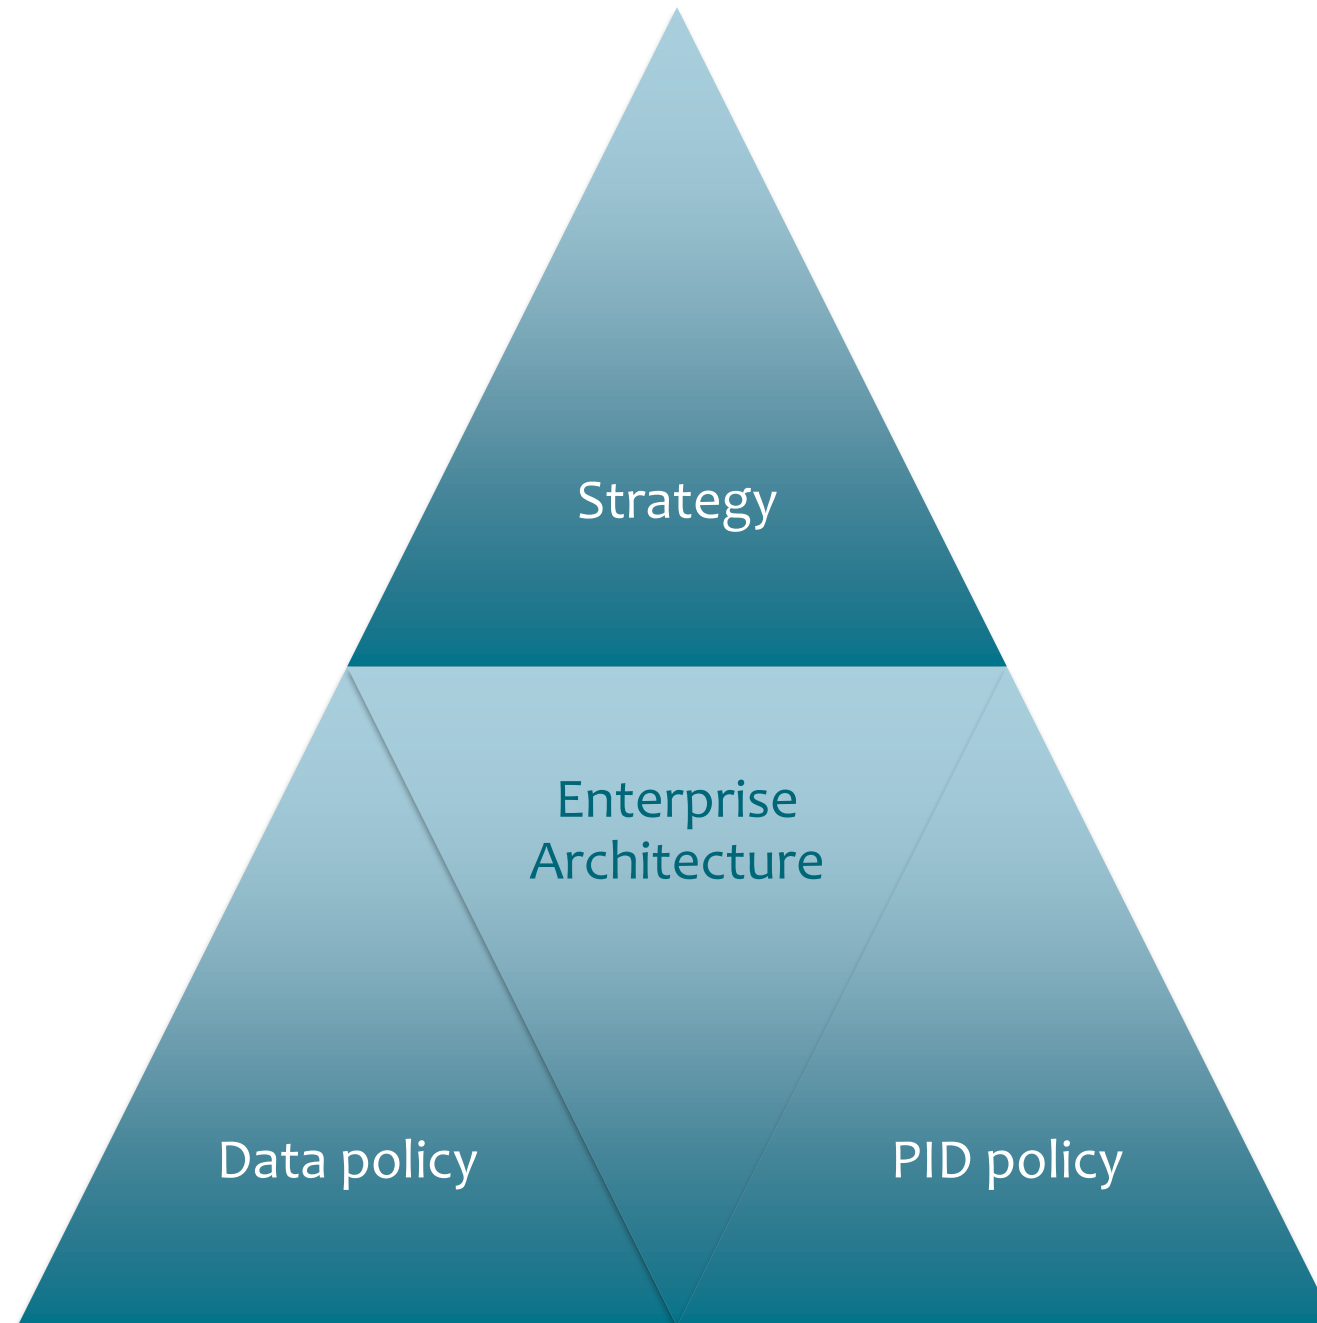 Strategy
Enterprise
Architecture
Data policy
PID policy